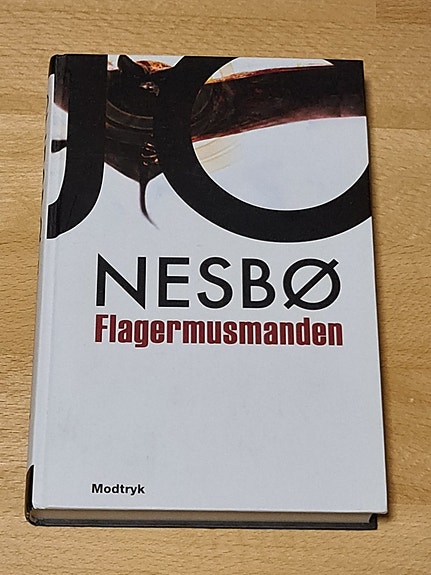 JO
NESBØ
Flagermusmanden
Modtryk